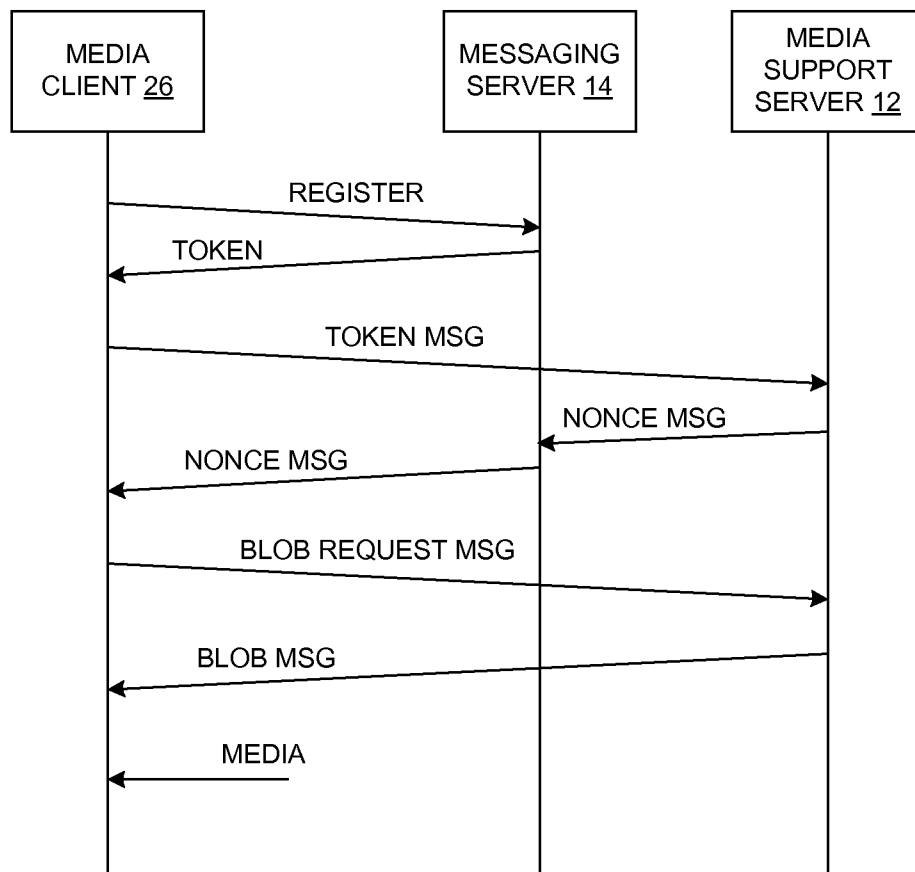 MEDIA
CLIENT 26
MESSAGING
SERVER 14
MEDIA
SUPPORT
SERVER 12
REGISTER
TOKEN
TOKEN MSG
NONCE MSG
NONCE MSG
BLOB REQUEST MSG
BLOB MSG
MEDIA